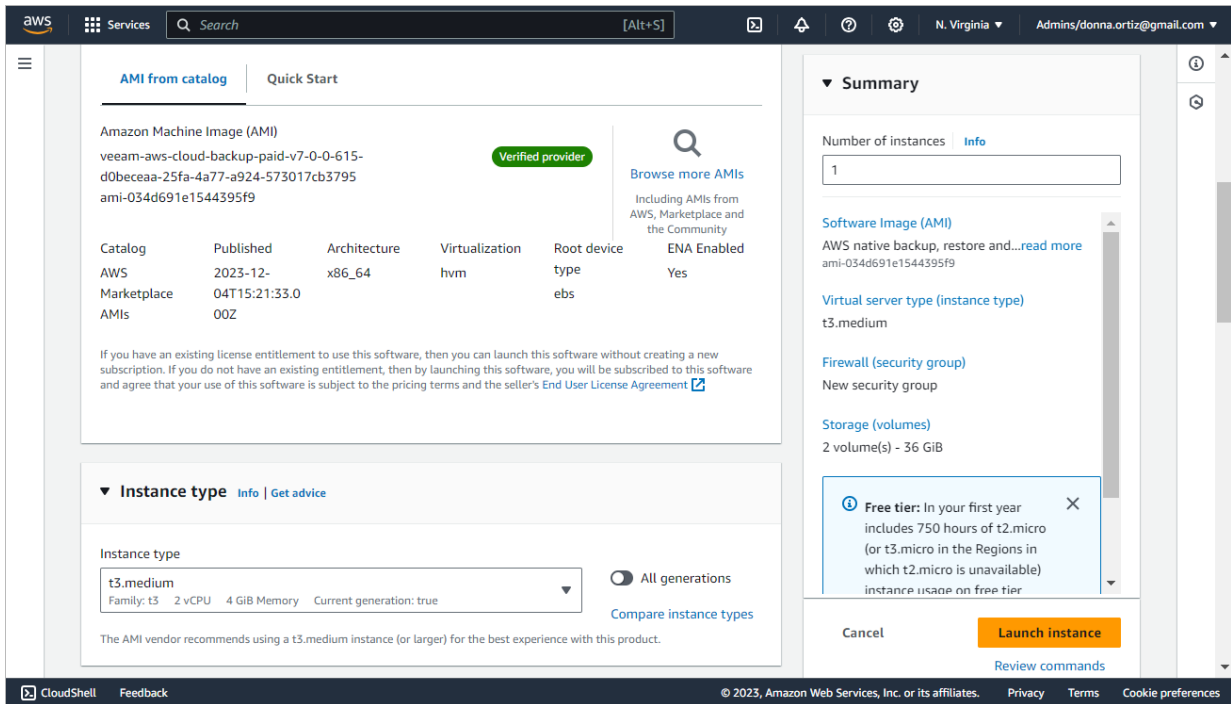 aws
Services
Search
[Alt+S]
N. Virginia
Admins/donna.ortiz@gmail.com
AMI from catalog
Quick Start
Amazon Machine Image (AMI)
veeam-aws-cloud-backup-paid-v7-0-0-615-
d0beceaa-25fa-4a77-a924-573017cb3795
ami-034d691e1544395f9
Verified provider
Browse more AMIs
Including AMIs from
AWS, Marketplace and
the Community
Catalog
AWS
Marketplace
AMIs
Published
2023-12-
04T15:21:33.0
00Z
Architecture
x86_64
Virtualization
hvm
Root device
type
ebs
ENA Enabled
Yes
If you have an existing license entitlement to use this software, then you can launch this software without creating a new
subscription. If you do not have an existing entitlement, then by launching this software, you will be subscribed to this software
and agree that your use of this software is subject to the pricing terms and the seller's End User License Agreement
Instance type Info | Get advice
Instance type
t3.medium
Family: t3 2 vCPU 4 GiB Memory Current generation: true
All generations
Compare instance types
The AMI vendor recommends using a t3.medium instance (or larger) for the best experience with this product.
Summary
Number of instances Info
1
Software Image (AMI)
AWS native backup, restore and...read more
ami-034d691e1544395f9
Virtual server type (instance type)
t3.medium
Firewall (security group)
New security group
Storage (volumes)
2 volume(s) - 36 GiB
Free tier: In your first year
includes 750 hours of t2.micro
(or t3.micro in the Regions in
which t2.micro is unavailable)
instance usage on free tier
Cancel
Launch instance
Review commands
CloudShell
Feedback
© 2023, Amazon Web Services, Inc. or its affiliates.
Privacy
Terms
Cookie preferences